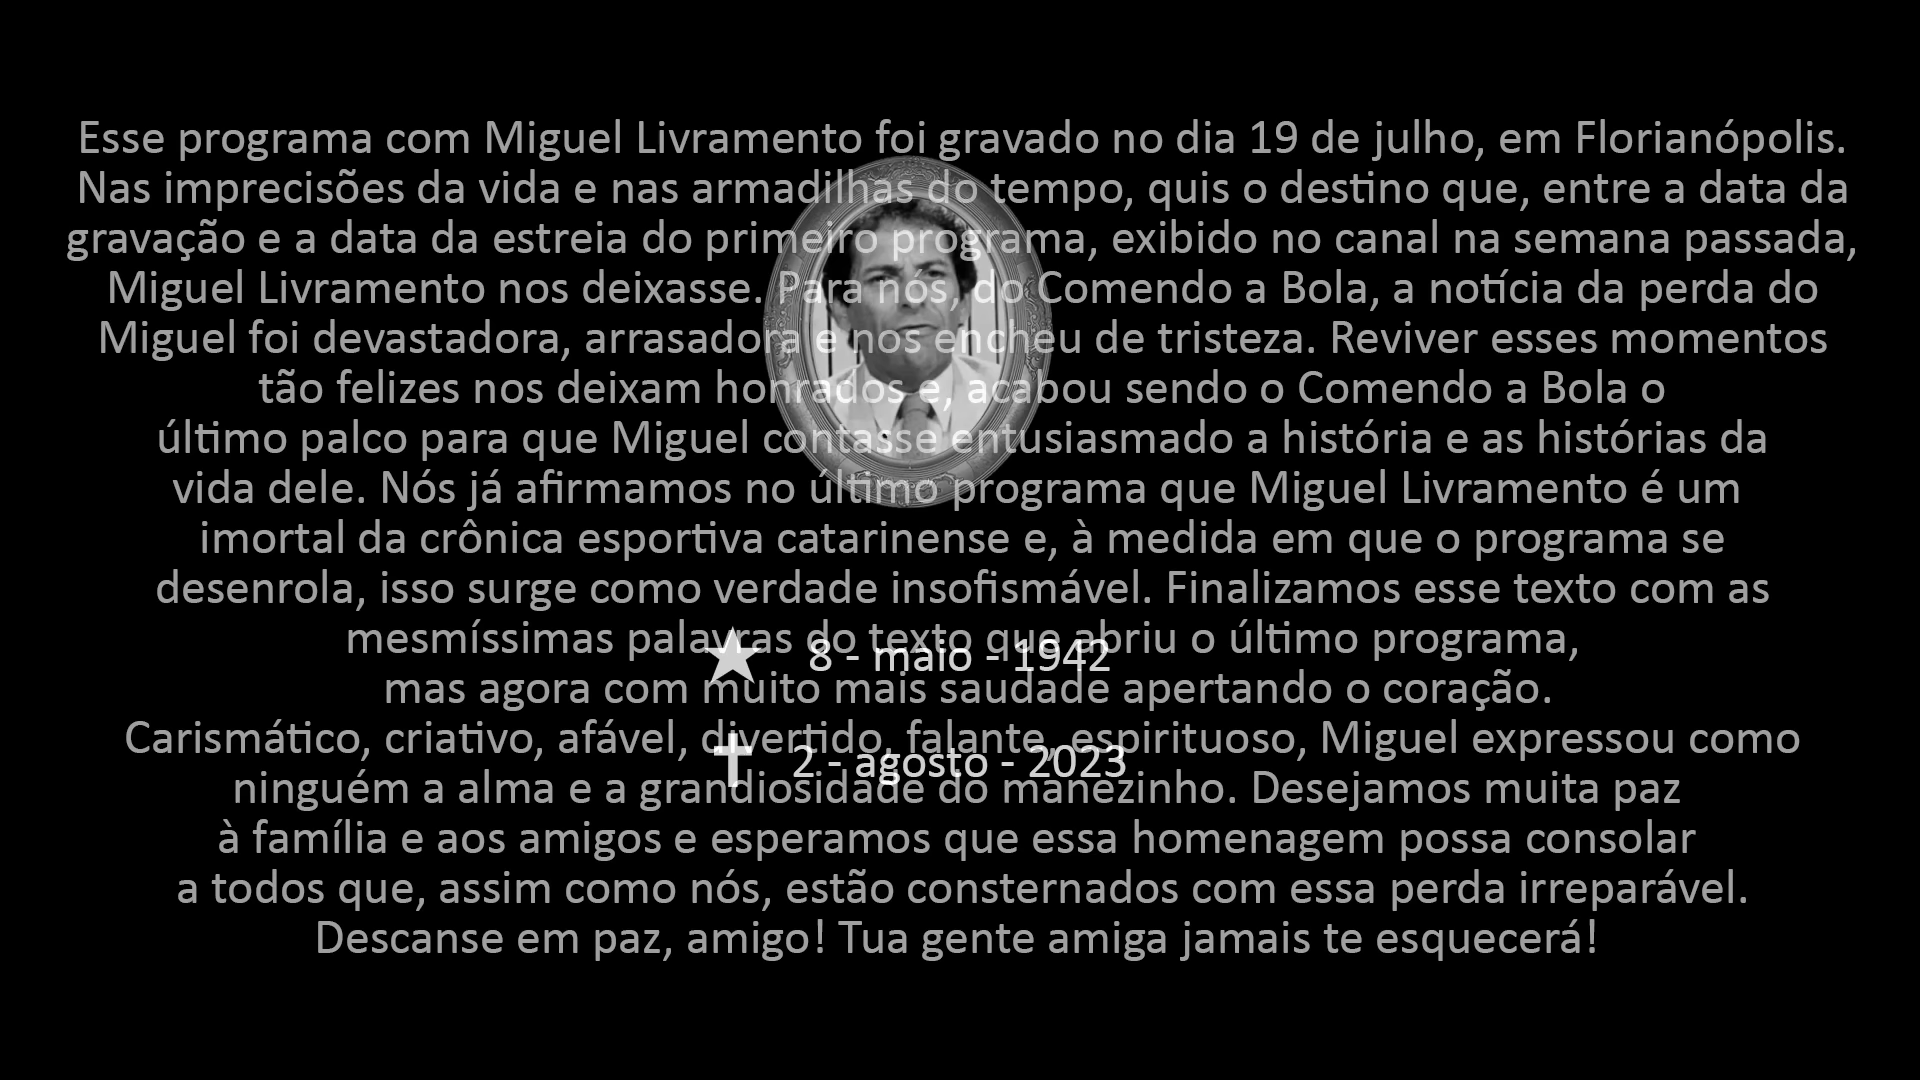 Esse programa com Miguel Livramento foi gravado no dia 19 de julho, em Florianópolis.
Nas imprecisões da vida e nas armadilhas do tempo, quis o destino que, entre a data da
gravação e a data da estreia do primeiro programa, exibido no canal na semana passada,
Miguel Livramento nos deixasse. Para nós, do Comendo a Bola, a notícia da perda do
Miguel foi devastadora, arrasadora e nos encheu de tristeza. Reviver esses momentos
tão felizes nos deixam honrados e, acabou sendo o Comendo a Bola o
último palco para que Miguel contasse entusiasmado a história e as histórias da
vida dele. Nós já afirmamos no último programa que Miguel Livramento é um
imortal da crônica esportiva catarinense e, à medida em que o programa se
desenrola, isso surge como verdade insofismável. Finalizamos esse texto com as
mesmíssimas palavras do texto que abriu o último programa,
8 - maio - 1942
mas agora com muito mais saudade apertando o coração.
Carismático, criativo, afável, divertido, falante, espirituoso, Miguel expressou como
2 - agosto - 2023
ninguém a alma e a grandiosidade do manezinho. Desejamos muita paz
à família e aos amigos e esperamos que essa homenagem possa consolar
a todos que, assim como nós, estão consternados com essa perda irreparável.
Descanse em paz, amigo! Tua gente amiga jamais te esquecerá!